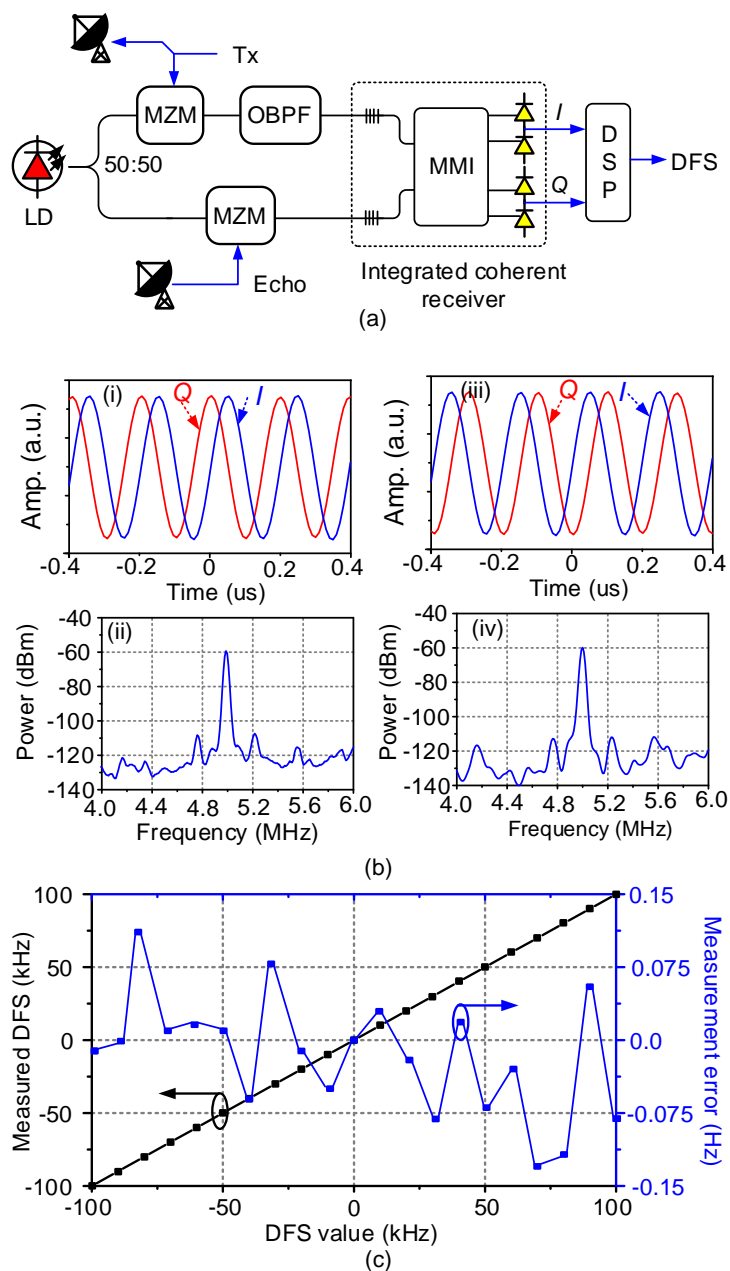 Tx
MZM
OBPF
50:50
LD
MZM
Echo
MMI
I
Q
D
S
P
DFS
Integrated coherent
receiver
(a)
(i)
Q
I
Amp. (a.u.)
-0.4 -0.2 0 0.2 0.4
Time (us)
(iii)
Q
I
Amp. (a.u.)
-0.4 -0.2 0 0.2 0.4
Time (us)
(ii)
Power (dBm)
-40
-60
-80
-100
-120
-140
4.0 4.4 4.8 5.2 5.6 6.0
Frequency (MHz)
(iv)
Power (dBm)
-40
-60
-80
-100
-120
-140
4.0 4.4 4.8 5.2 5.6 6.0
Frequency (MHz)
(b)
Measured DFS (kHz)
100
50
0
-50
-100
-100 -50 0 50 100
DFS value (kHz)
0.15
0.075
0.0
-0.075
-0.15
Measurement error (Hz)
(c)